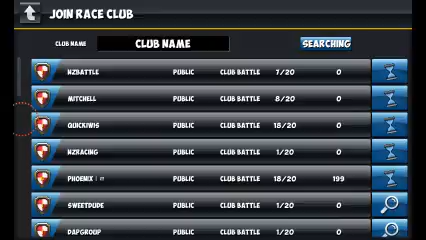 JOIN RACE CLUB
CLUB NAME CLUB NAME SEARCHING
NZBATTLE PUBLIC CLUB BATTLE 7/20 0
MITCHELL PUBLIC CLUB BATTLE 8/20 0
QUICKIWIS PUBLIC CLUB BATTLE 18/20 0
NZRACING PUBLIC CLUB BATTLE 1/20 0
PHOENIX PUBLIC CLUB BATTLE 18/20 199
SWEETDUDE PUBLIC CLUB BATTLE 1/20 0
DAPGROUP PUBLIC CLUB BATTLE 1/20 0